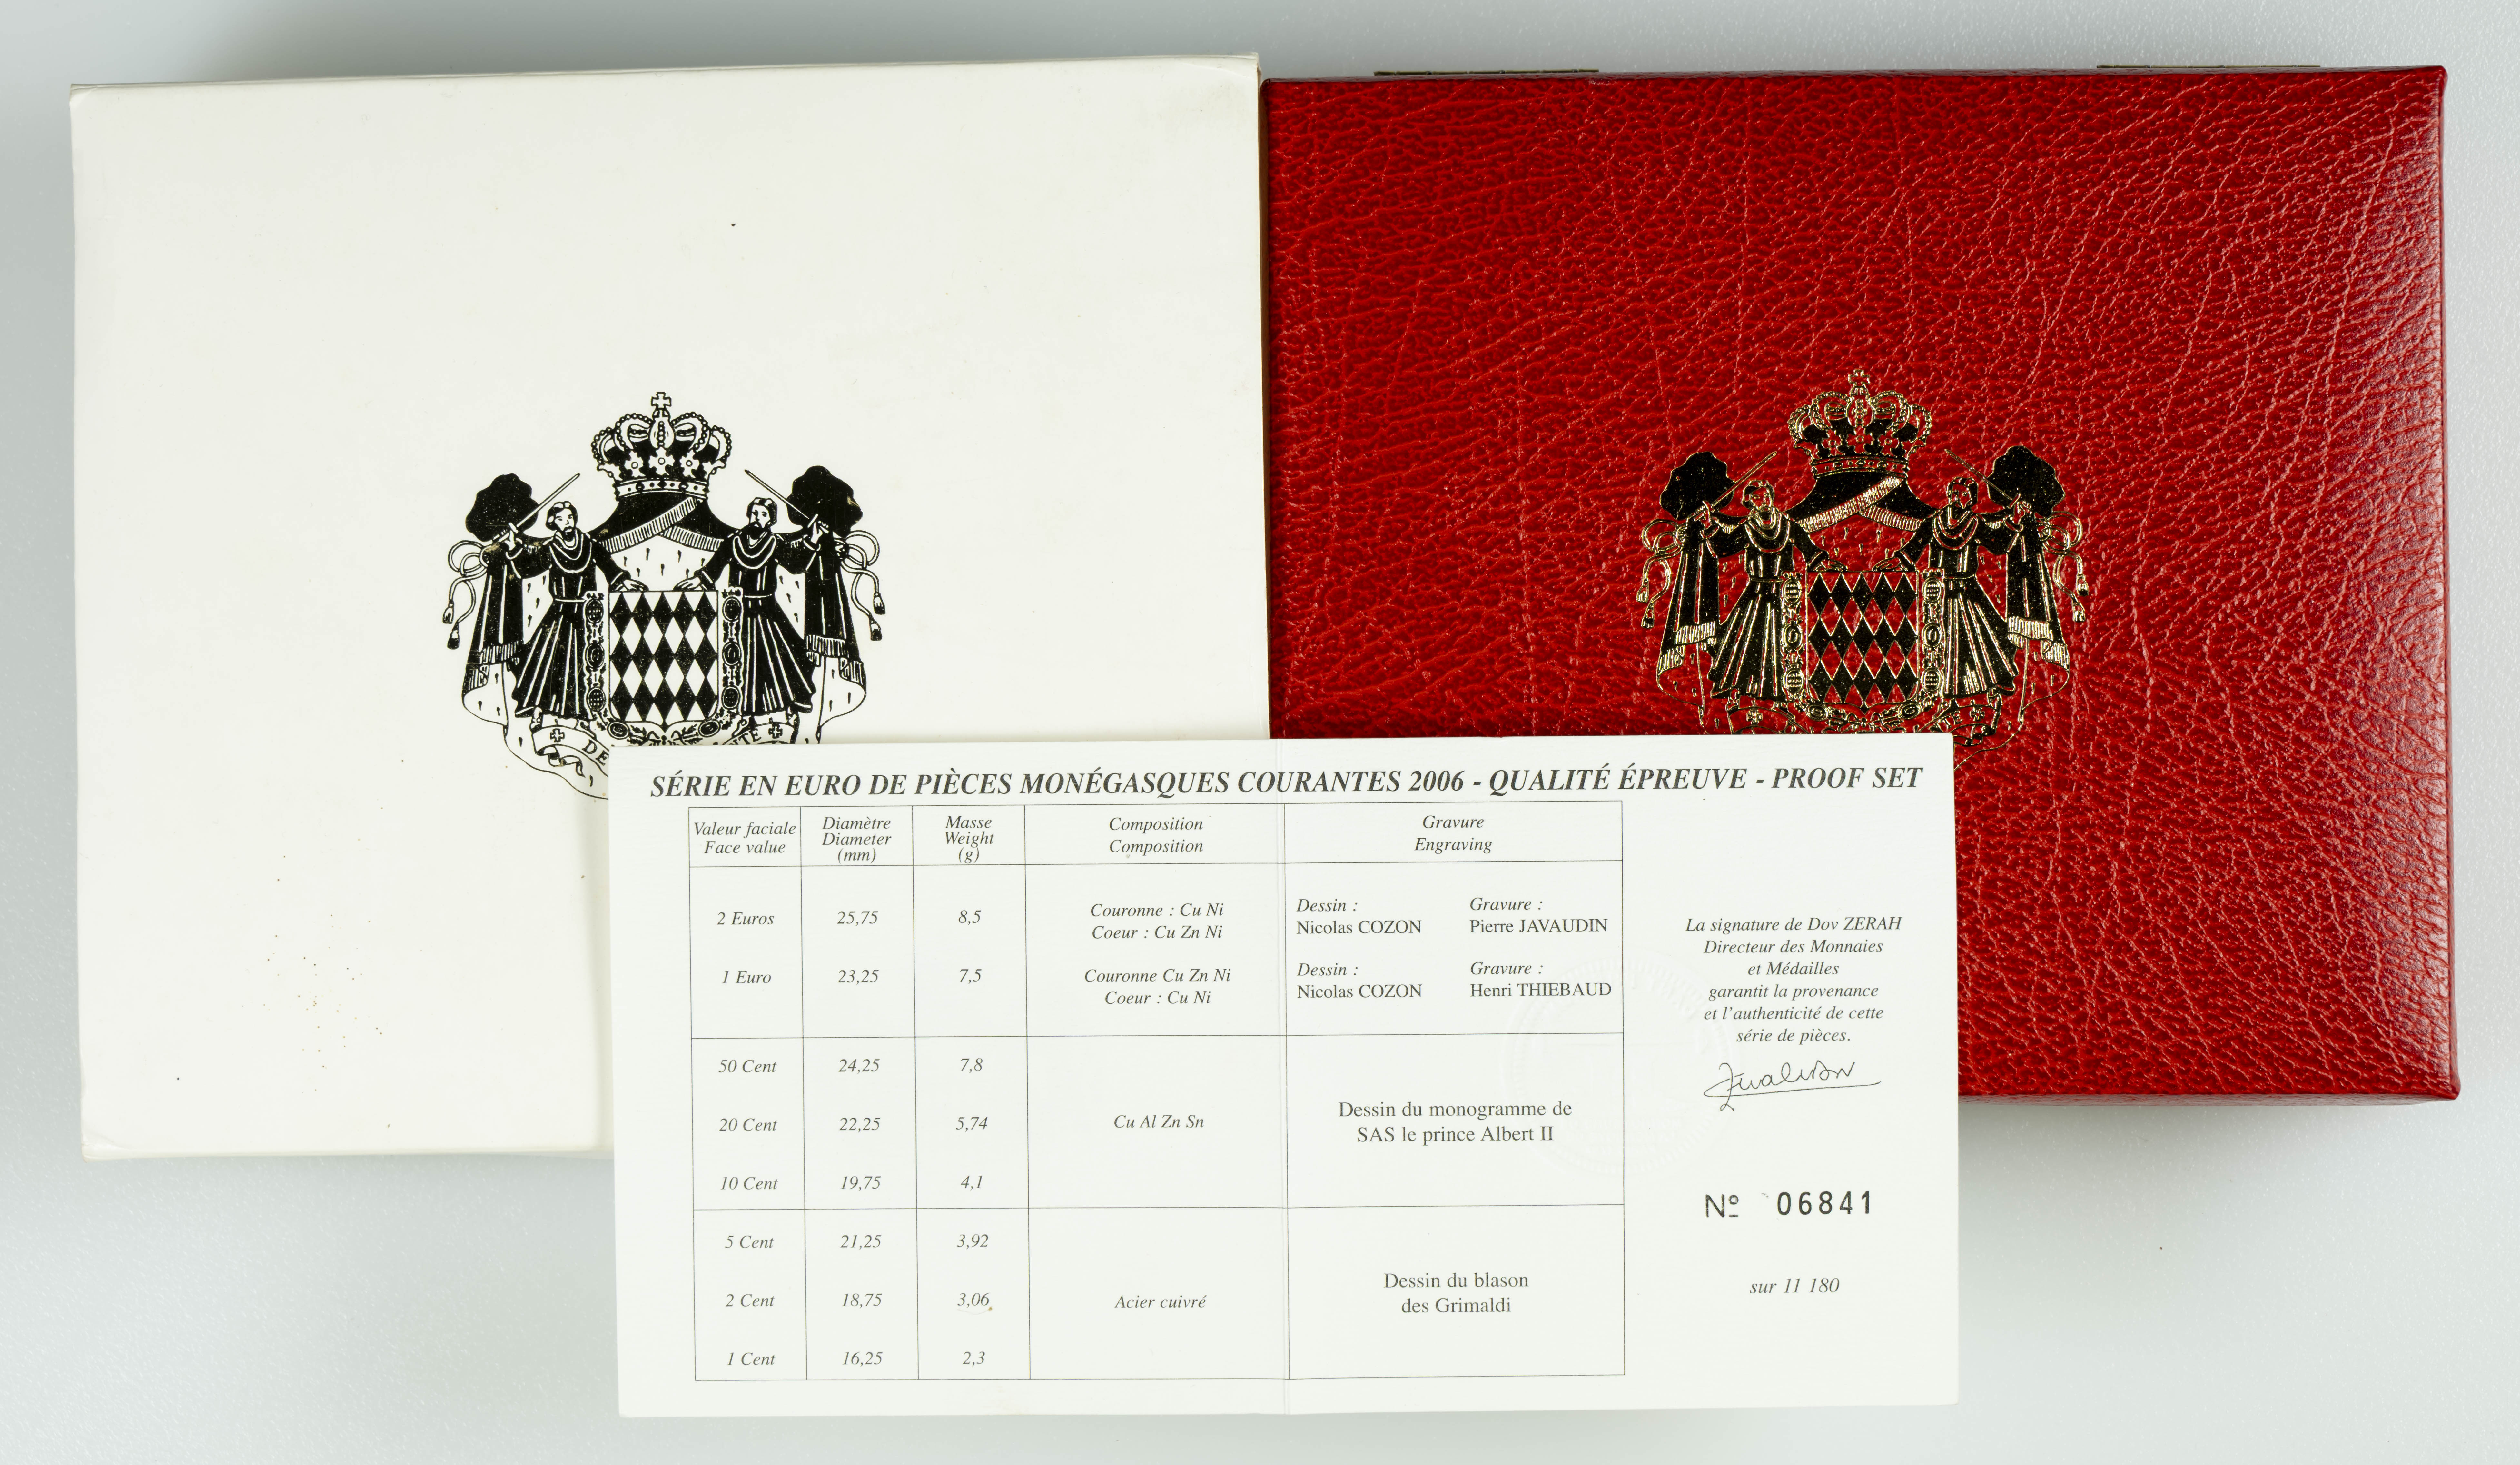 DE
TE
SÉRIE EN EURO DE PIÈCES MONÉGASQUES COURANTES 2006 - QUALITÉ ÉPREUVE - PROOF SET
Valeur faciale
Face value
Diamètre
Diameter
(mm)
Masse
Weight
(g)
Composition
Composition
Gravure
Engraving
2 Euros
25,75
8,5
Couronne : Cu Ni
Coeur : Cu Zn Ni
Dessin :
Nicolas COZON
Gravure :
Pierre JAVAUDIN
1 Euro
23,25
7,5
Couronne Cu Zn Ni
Coeur : Cu Ni
Dessin :
Nicolas COZON
Gravure :
Henri THIEBAUD
50 Cent
24,25
7,8
20 Cent
22,25
5,74
10 Cent
19,75
4,1
Cu Al Zn Sn
Dessin du monogramme de
SAS le prince Albert II
5 Cent
21,25
3,92
2 Cent
18,75
3,06
1 Cent
16,25
2,3
Acier cuivré
Dessin du blason
des Grimaldi
La signature de Dov ZERAH
Directeur des Monnaies
et Médailles
garantit la provenance
et l'authenticité de cette
série de pièces.
Nº 06841
sur 11 180